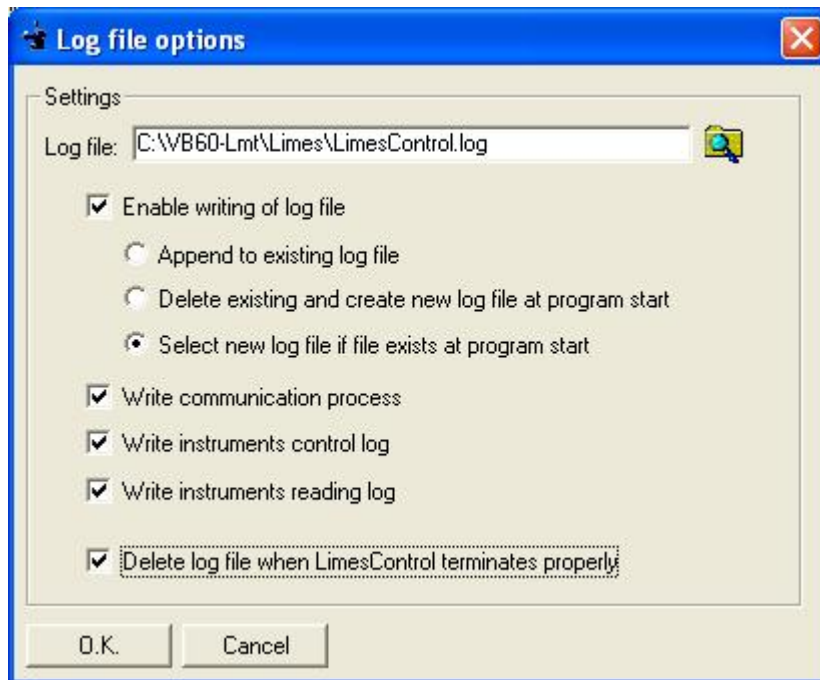 Log file options
Settings
Log file: C:\VB60-Lmt\Limes\LimesControl.log
Enable writing of log file
Append to existing log file
Delete existing and create new log file at program start
Select new log file if file exists at program start
Write communication process
Write instruments control log
Write instruments reading log
Delete log file when LimesControl terminates properly
O.K. Cancel